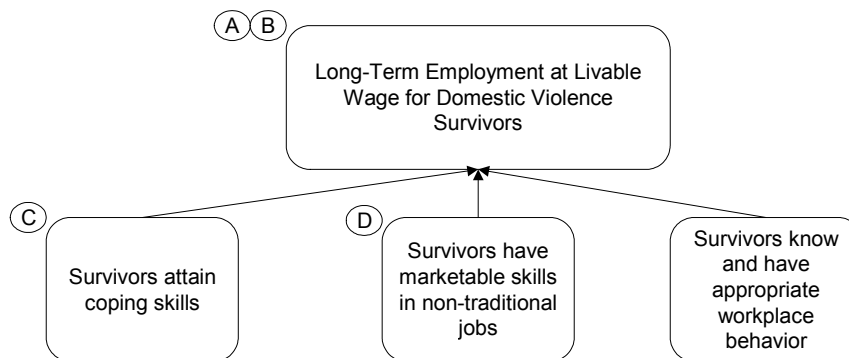 A B
Long-Term Employment at Livable
Wage for Domestic Violence
Survivors
C
Survivors attain
coping skills
D
Survivors have
marketable skills
in non-traditional
jobs
Survivors know
and have
appropriate
workplace
behavior